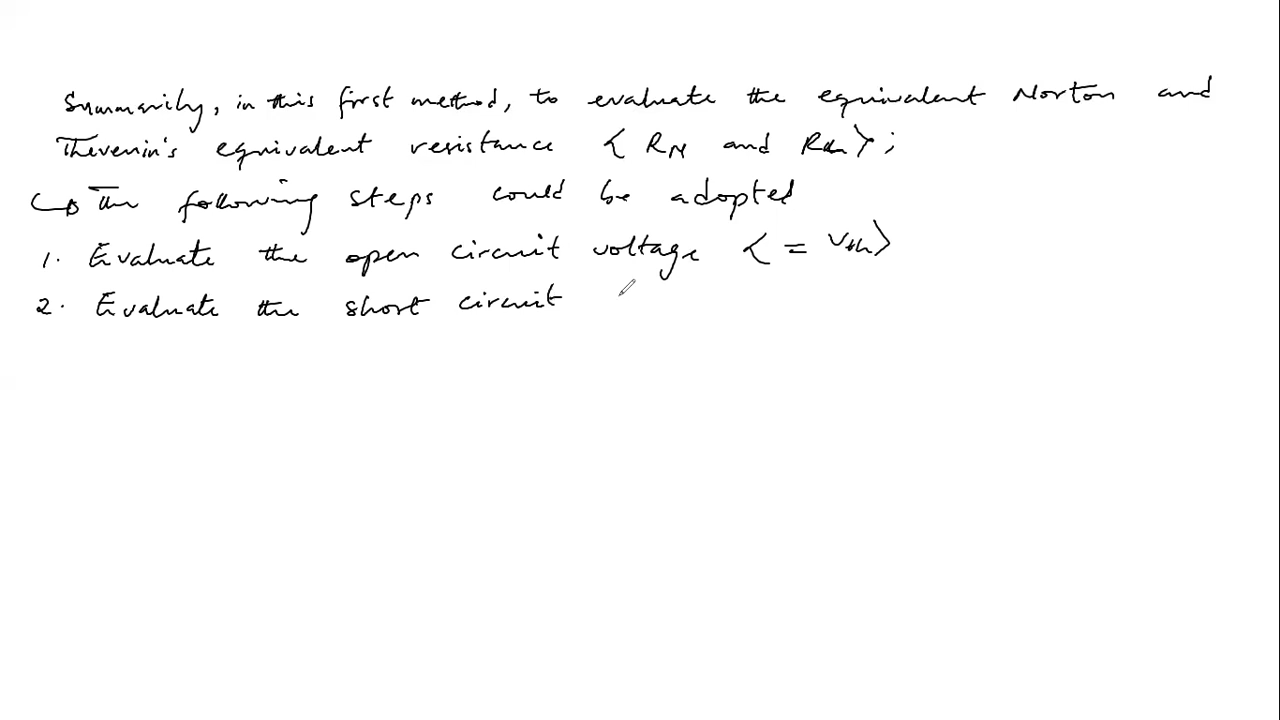 Summarily, in this first method, to evaluate the equivalent Norton and
Thevenin's equivalent resistance < RN and Rth>;
↳ The following steps could be adopted
1. Evaluate the open circuit voltage < = Vth>
2. Evaluate the short circuit